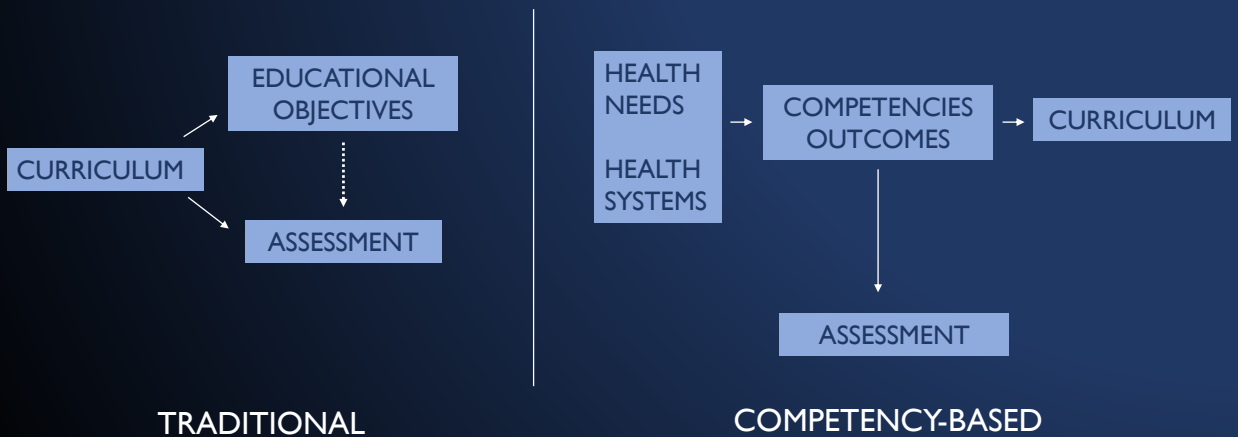 EDUCATIONAL
OBJECTIVES
CURRICULUM
ASSESSMENT
TRADITIONAL
HEALTH
NEEDS
HEALTH
SYSTEMS
COMPETENCIES
OUTCOMES
CURRICULUM
ASSESSMENT
COMPETENCY-BASED